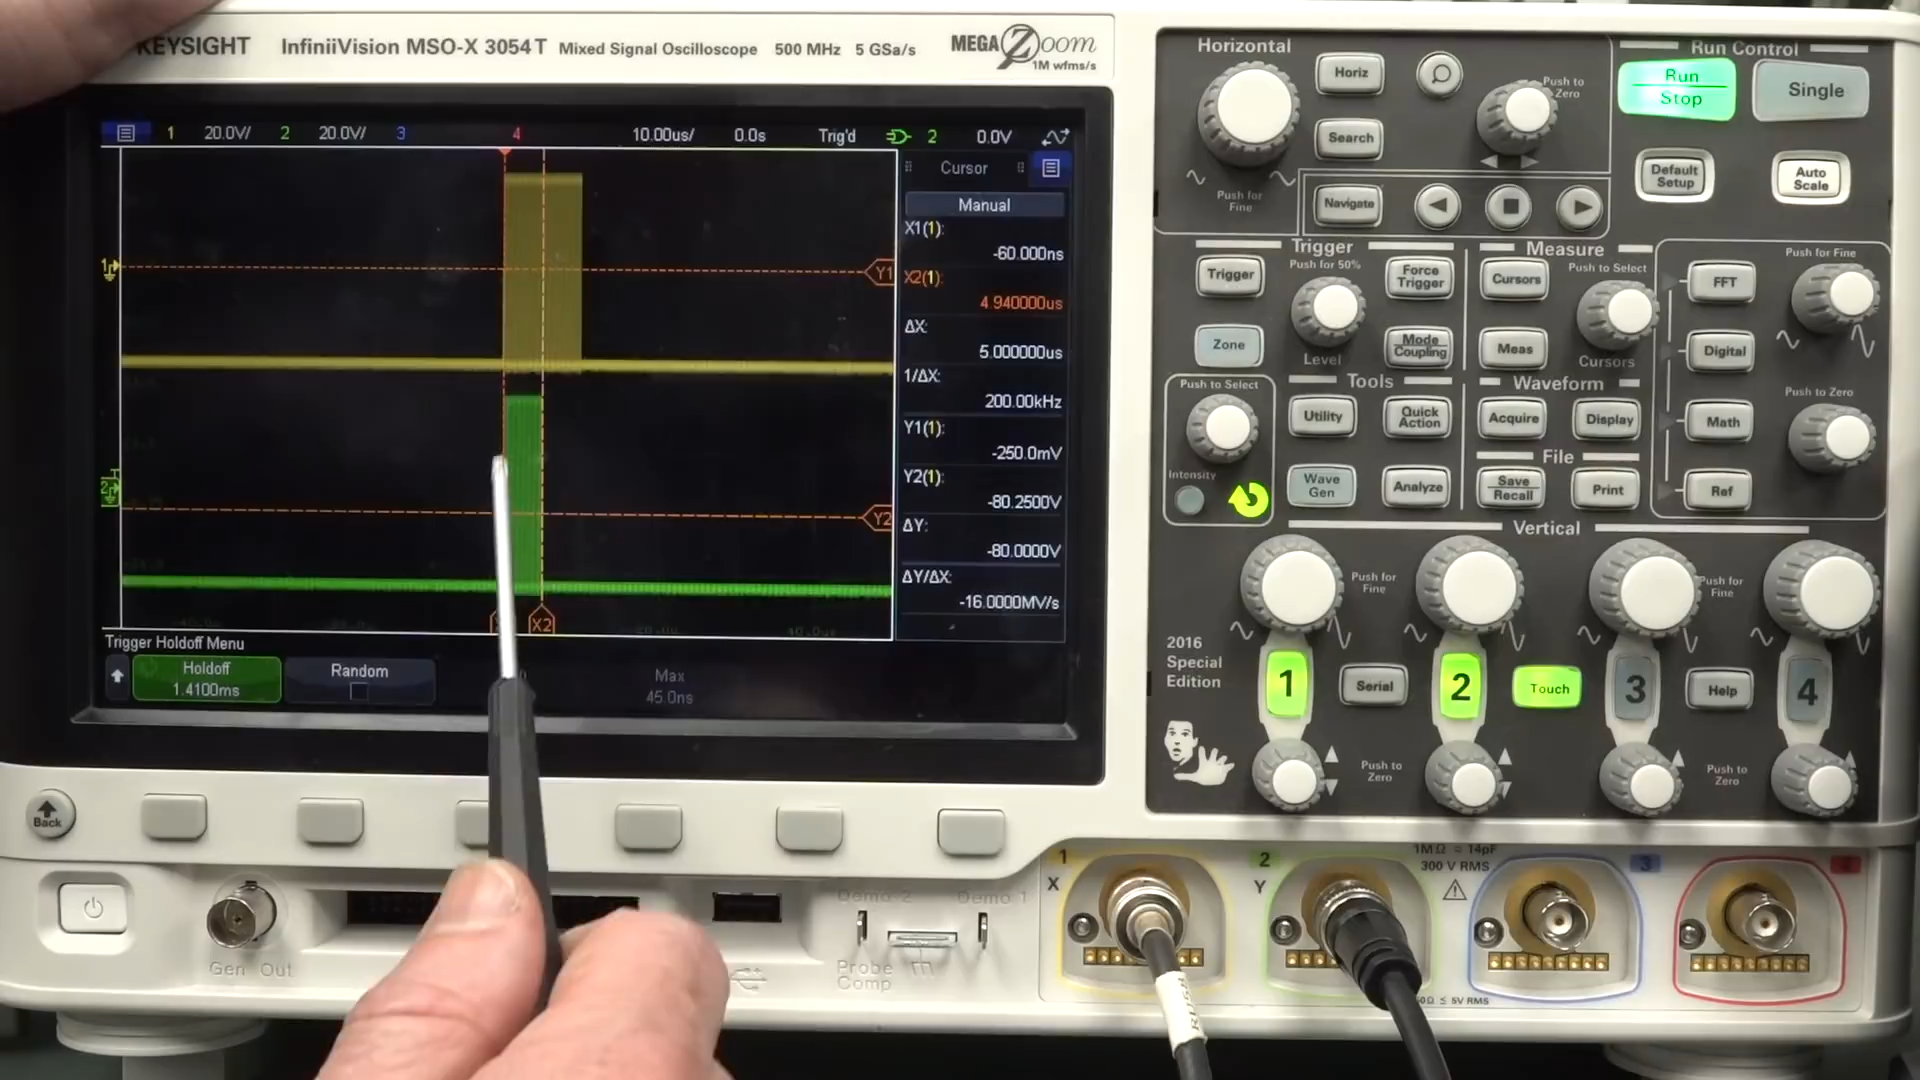 KEYSIGHT InfiniiVision MSO-X 3054T Mixed Signal Oscilloscope 500 MHz 5 GSa/s MEGA Zoom
1M wfms/s
1 20.0V/ 2 20.0V/ 3 4 10.00us/ 0.0s Trig'd 2 0.0V
Cursor
Manual
X1(1):
-60.000ns
X2(1):
4.940000us
ΔX:
5.000000us
1/ΔX:
200.00kHz
Y1(1):
-250.0mV
Y2(1):
-80.2500V
ΔY:
-80.0000V
ΔY/ΔX:
-16.0000MV/s
Y1
Y2
X2
Trigger Holdoff Menu
Holdoff
1.4100ms
Random
Max
45.0ns
Back
Gen Out
Demo 2
Demo 1
Probe
Comp
Horizontal
Horiz
Search
Navigate
Push for
Fine
Push to
Zero
Run Control
Run
Stop
Single
Default
Setup
Auto
Scale
Trigger
Trigger
Push for 50%
Force
Trigger
Zone
Level
Mode
Coupling
Measure
Cursors
Push to Select
Meas
Cursors
Push for Fine
FFT
Digital
Push to Zero
Math
Ref
Push to Select
Intensity
Tools
Utility
Quick
Action
Wave
Gen
Analyze
Waveform
Acquire
Display
File
Save
Recall
Print
Vertical
Push for
Fine
Push for
Fine
2016
Special
Edition
1
Serial
2
Touch
3
Help
4
Push to
Zero
Push to
Zero
1
X
2
Y
1MΩ = 14pF
300 V RMS
3
50Ω ≤ 5V RMS